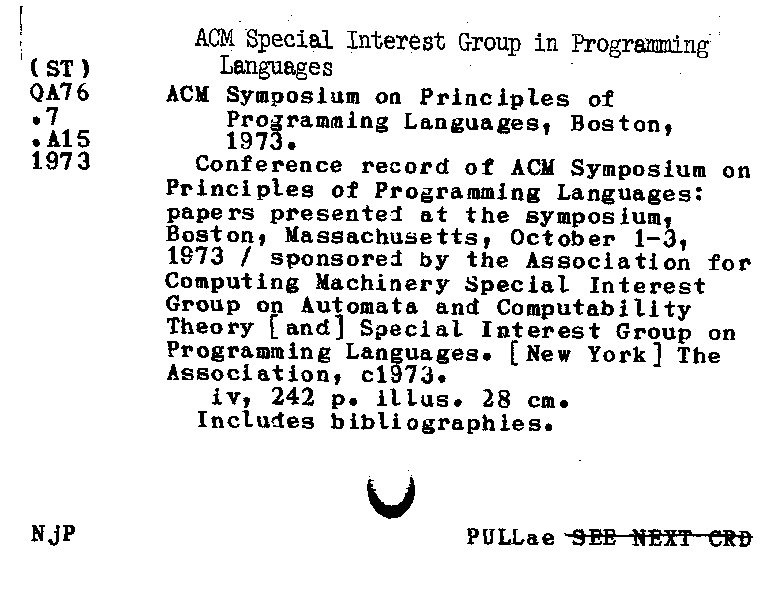 ACM Special Interest Group in Programming
Languages
(ST)
QA76
.7
.A15
1973
ACM Symposium on Principles of
Programming Languages, Boston,
1973.
Conference record of ACM Symposium on
Principles of Programming Languages:
papers presented at the symposium,
Boston, Massachusetts, October 1-3,
1973 / sponsored by the Association for
Computing Machinery Special Interest
Group on Automata and Computability
Theory [and] Special Interest Group on
Programming Languages. [New York] The
Association, c1973.
iv, 242 p. illus. 28 cm.
Includes bibliographies.
NjP
PULLae SEE NEXT CRD